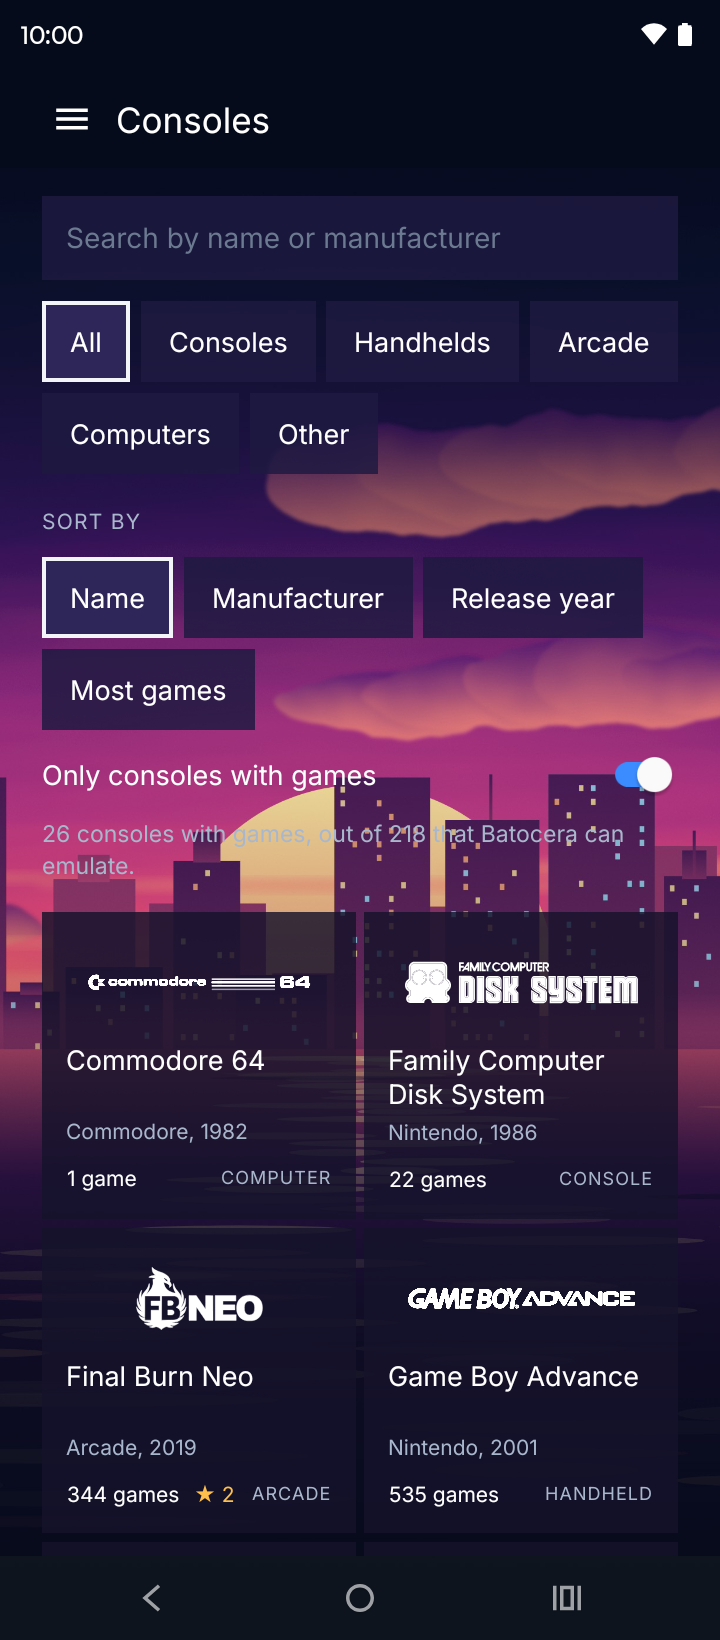 10:00
Consoles
Search by name or manufacturer
All
Consoles
Handhelds
Arcade
Computers
Other
SORT BY
Name
Manufacturer
Release year
Most games
Only consoles with games
26 consoles with games, out of 218 that Batocera can
emulate.
commodore 64
FAMILY COMPUTER
DISK SYSTEM
Commodore 64
Family Computer
Disk System
Commodore, 1982
Nintendo, 1986
1 game
COMPUTER
22 games
CONSOLE
FB NEO
GAME BOY ADVANCE
Final Burn Neo
Game Boy Advance
Arcade, 2019
Nintendo, 2001
344 games
★ 2
ARCADE
535 games
HANDHELD